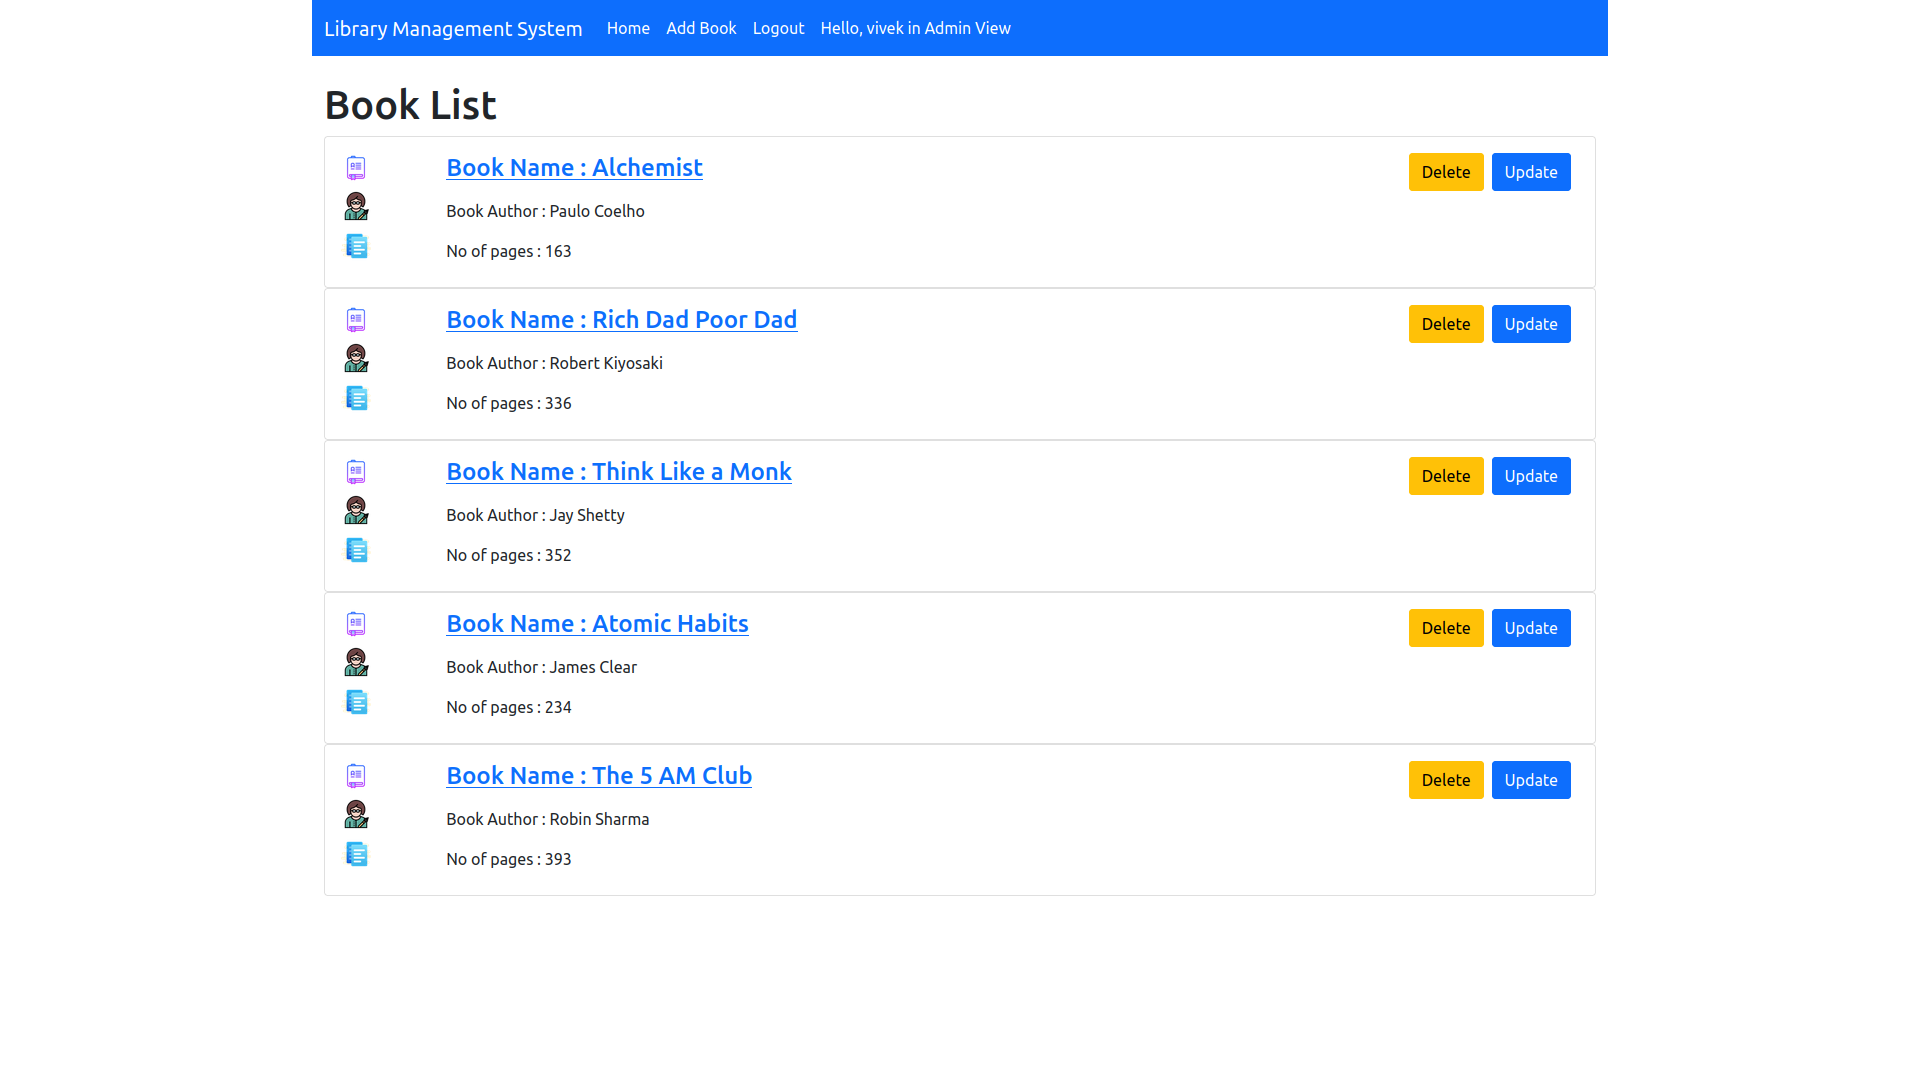 Library Management System Home Add Book Logout Hello, vivek in Admin View
Book List
Book Name : Alchemist Delete Update
Book Author : Paulo Coelho
No of pages : 163
Book Name : Rich Dad Poor Dad Delete Update
Book Author : Robert Kiyosaki
No of pages : 336
Book Name : Think Like a Monk Delete Update
Book Author : Jay Shetty
No of pages : 352
Book Name : Atomic Habits Delete Update
Book Author : James Clear
No of pages : 234
Book Name : The 5 AM Club Delete Update
Book Author : Robin Sharma
No of pages : 393